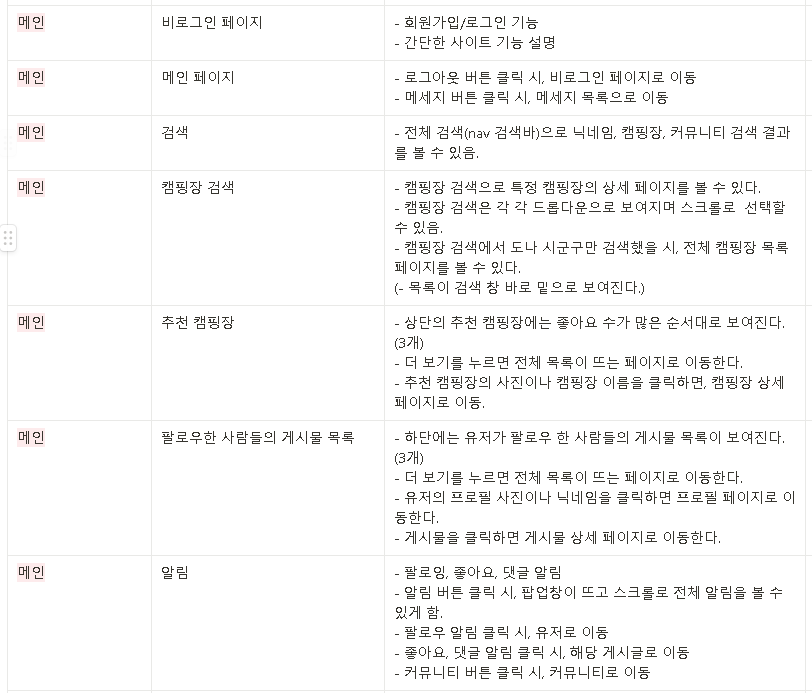 메인
비로그인 페이지
- 회원가입/로그인 기능
- 간단한 사이트 기능 설명
메인
메인 페이지
- 로그아웃 버튼 클릭 시, 비로그인 페이지로 이동
- 메세지 버튼 클릭 시, 메세지 목록으로 이동
메인
검색
- 전체 검색(nav 검색바)으로 닉네임, 캠핑장, 커뮤니티 검색 결과
를 볼 수 있음.
메인
캠핑장 검색
- 캠핑장 검색으로 특정 캠핑장의 상세 페이지를 볼 수 있다.
- 캠핑장 검색은 각 각 드롭다운으로 보여지며 스크롤로 선택할
수 있음.
- 캠핑장 검색에서 도나 시군구만 검색했을 시, 전체 캠핑장 목록
페이지를 볼 수 있다.
(- 목록이 검색 창 바로 밑으로 보여진다.)
메인
추천 캠핑장
- 상단의 추천 캠핑장에는 좋아요 수가 많은 순서대로 보여진다.
(3개)
- 더 보기를 누르면 전체 목록이 뜨는 페이지로 이동한다.
- 추천 캠핑장의 사진이나 캠핑장 이름을 클릭하면, 캠핑장 상세
페이지로 이동.
메인
팔로우한 사람들의 게시물 목록
- 하단에는 유저가 팔로우 한 사람들의 게시물 목록이 보여진다.
(3개)
- 더 보기를 누르면 전체 목록이 뜨는 페이지로 이동한다.
- 유저의 프로필 사진이나 닉네임을 클릭하면 프로필 페이지로 이
동한다.
- 게시물을 클릭하면 게시물 상세 페이지로 이동한다.
메인
알림
- 팔로잉, 좋아요, 댓글 알림
- 알림 버튼 클릭 시, 팝업창이 뜨고 스크롤로 전체 알림을 볼 수
있게 함.
- 팔로우 알림 클릭 시, 유저로 이동
- 좋아요, 댓글 알림 클릭 시, 해당 게시글로 이동
- 커뮤니티 버튼 클릭 시, 커뮤니티로 이동